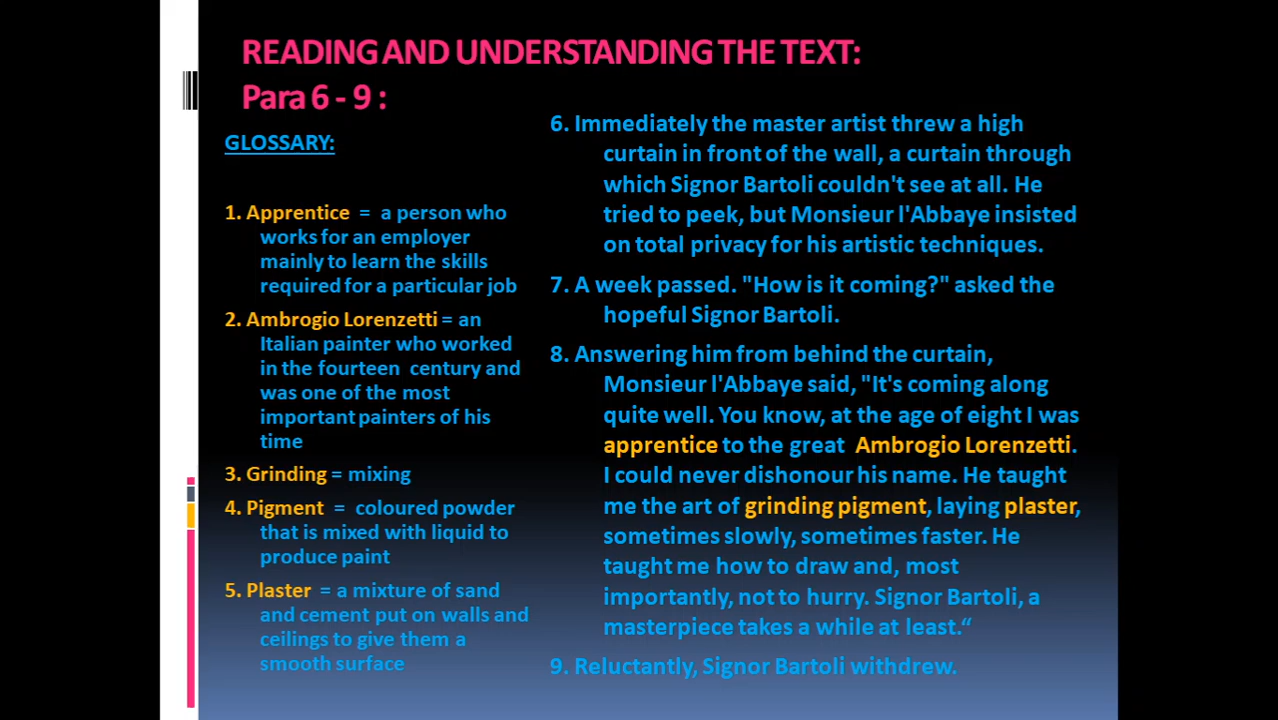 READING AND UNDERSTANDING THE TEXT:
Para 6 - 9 :
GLOSSARY:
1. Apprentice = a person who
works for an employer
mainly to learn the skills
required for a particular job
2. Ambrogio Lorenzetti = an
Italian painter who worked
in the fourteen century and
was one of the most
important painters of his
time
3. Grinding = mixing
4. Pigment = coloured powder
that is mixed with liquid to
produce paint
5. Plaster = a mixture of sand
and cement put on walls and
ceilings to give them a
smooth surface
6. Immediately the master artist threw a high
curtain in front of the wall, a curtain through
which Signor Bartoli couldn't see at all. He
tried to peek, but Monsieur l'Abbaye insisted
on total privacy for his artistic techniques.
7. A week passed. "How is it coming?" asked the
hopeful Signor Bartoli.
8. Answering him from behind the curtain,
Monsieur l'Abbaye said, "It's coming along
quite well. You know, at the age of eight I was
apprentice to the great Ambrogio Lorenzetti.
I could never dishonour his name. He taught
me the art of grinding pigment, laying plaster,
sometimes slowly, sometimes faster. He
taught me how to draw and, most
importantly, not to hurry. Signor Bartoli, a
masterpiece takes a while at least.“
9. Reluctantly, Signor Bartoli withdrew.